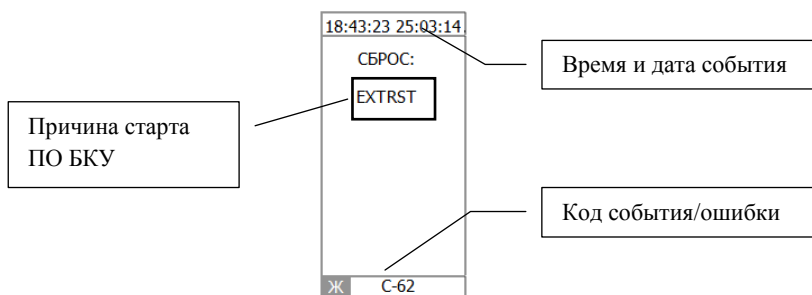 18:43:23 25:03:14
СБРОС:
EXTRST
Время и дата события
Причина старта
ПО БКУ
Код события/ошибки
Ж
С-62